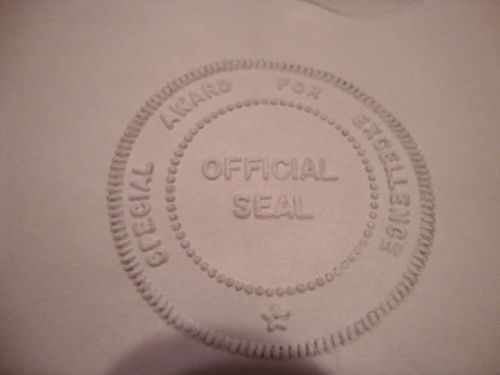 SPECIAL AWARD FOR EXCELLENCE
OFFICIAL
SEAL